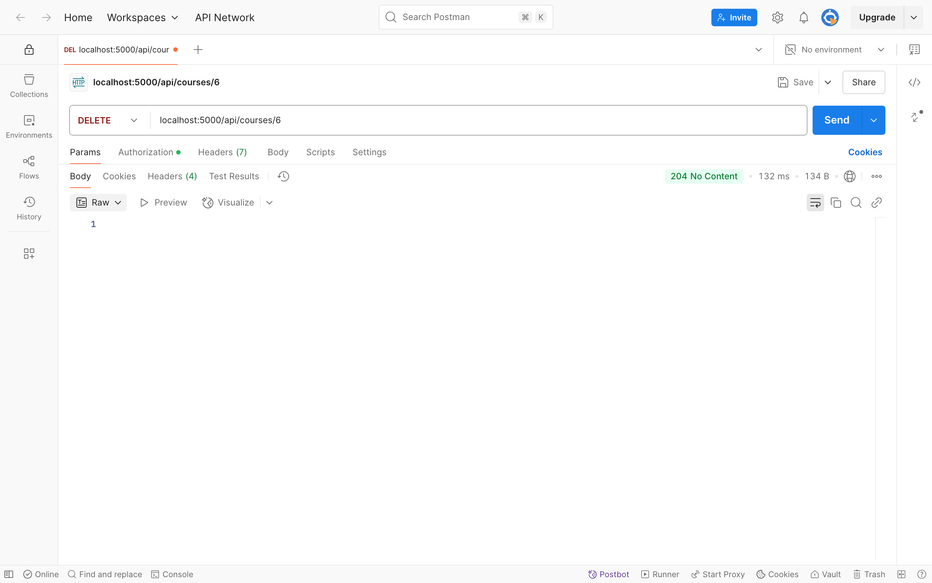 Home Workspaces API Network Search Postman ⌘ K Invite Upgrade
DEL localhost:5000/api/cour No environment
HTTP localhost:5000/api/courses/6 Save Share
Collections
DELETE localhost:5000/api/courses/6 Send
Environments
Params Authorization Headers (7) Body Scripts Settings Cookies
Flows
Body Cookies Headers (4) Test Results 204 No Content • 132 ms • 134 B
History
Raw Preview Visualize
1
Online Find and replace Console Postbot Runner Start Proxy Cookies Vault Trash